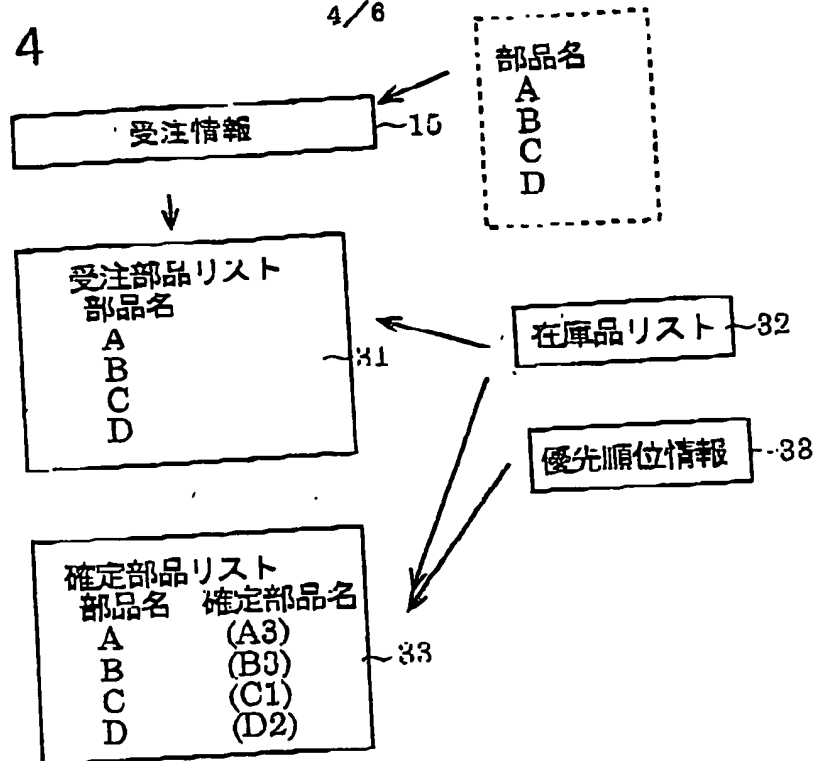 4/6
4
部品名
A
B
C
D
受注情報
15
受注部品リスト
部品名
A
B
C
D
31
在庫品リスト
32
優先順位情報
38
確定部品リスト
部品名 確定部品名
A (A3)
B (B3)
C (C1)
D (D2)
33